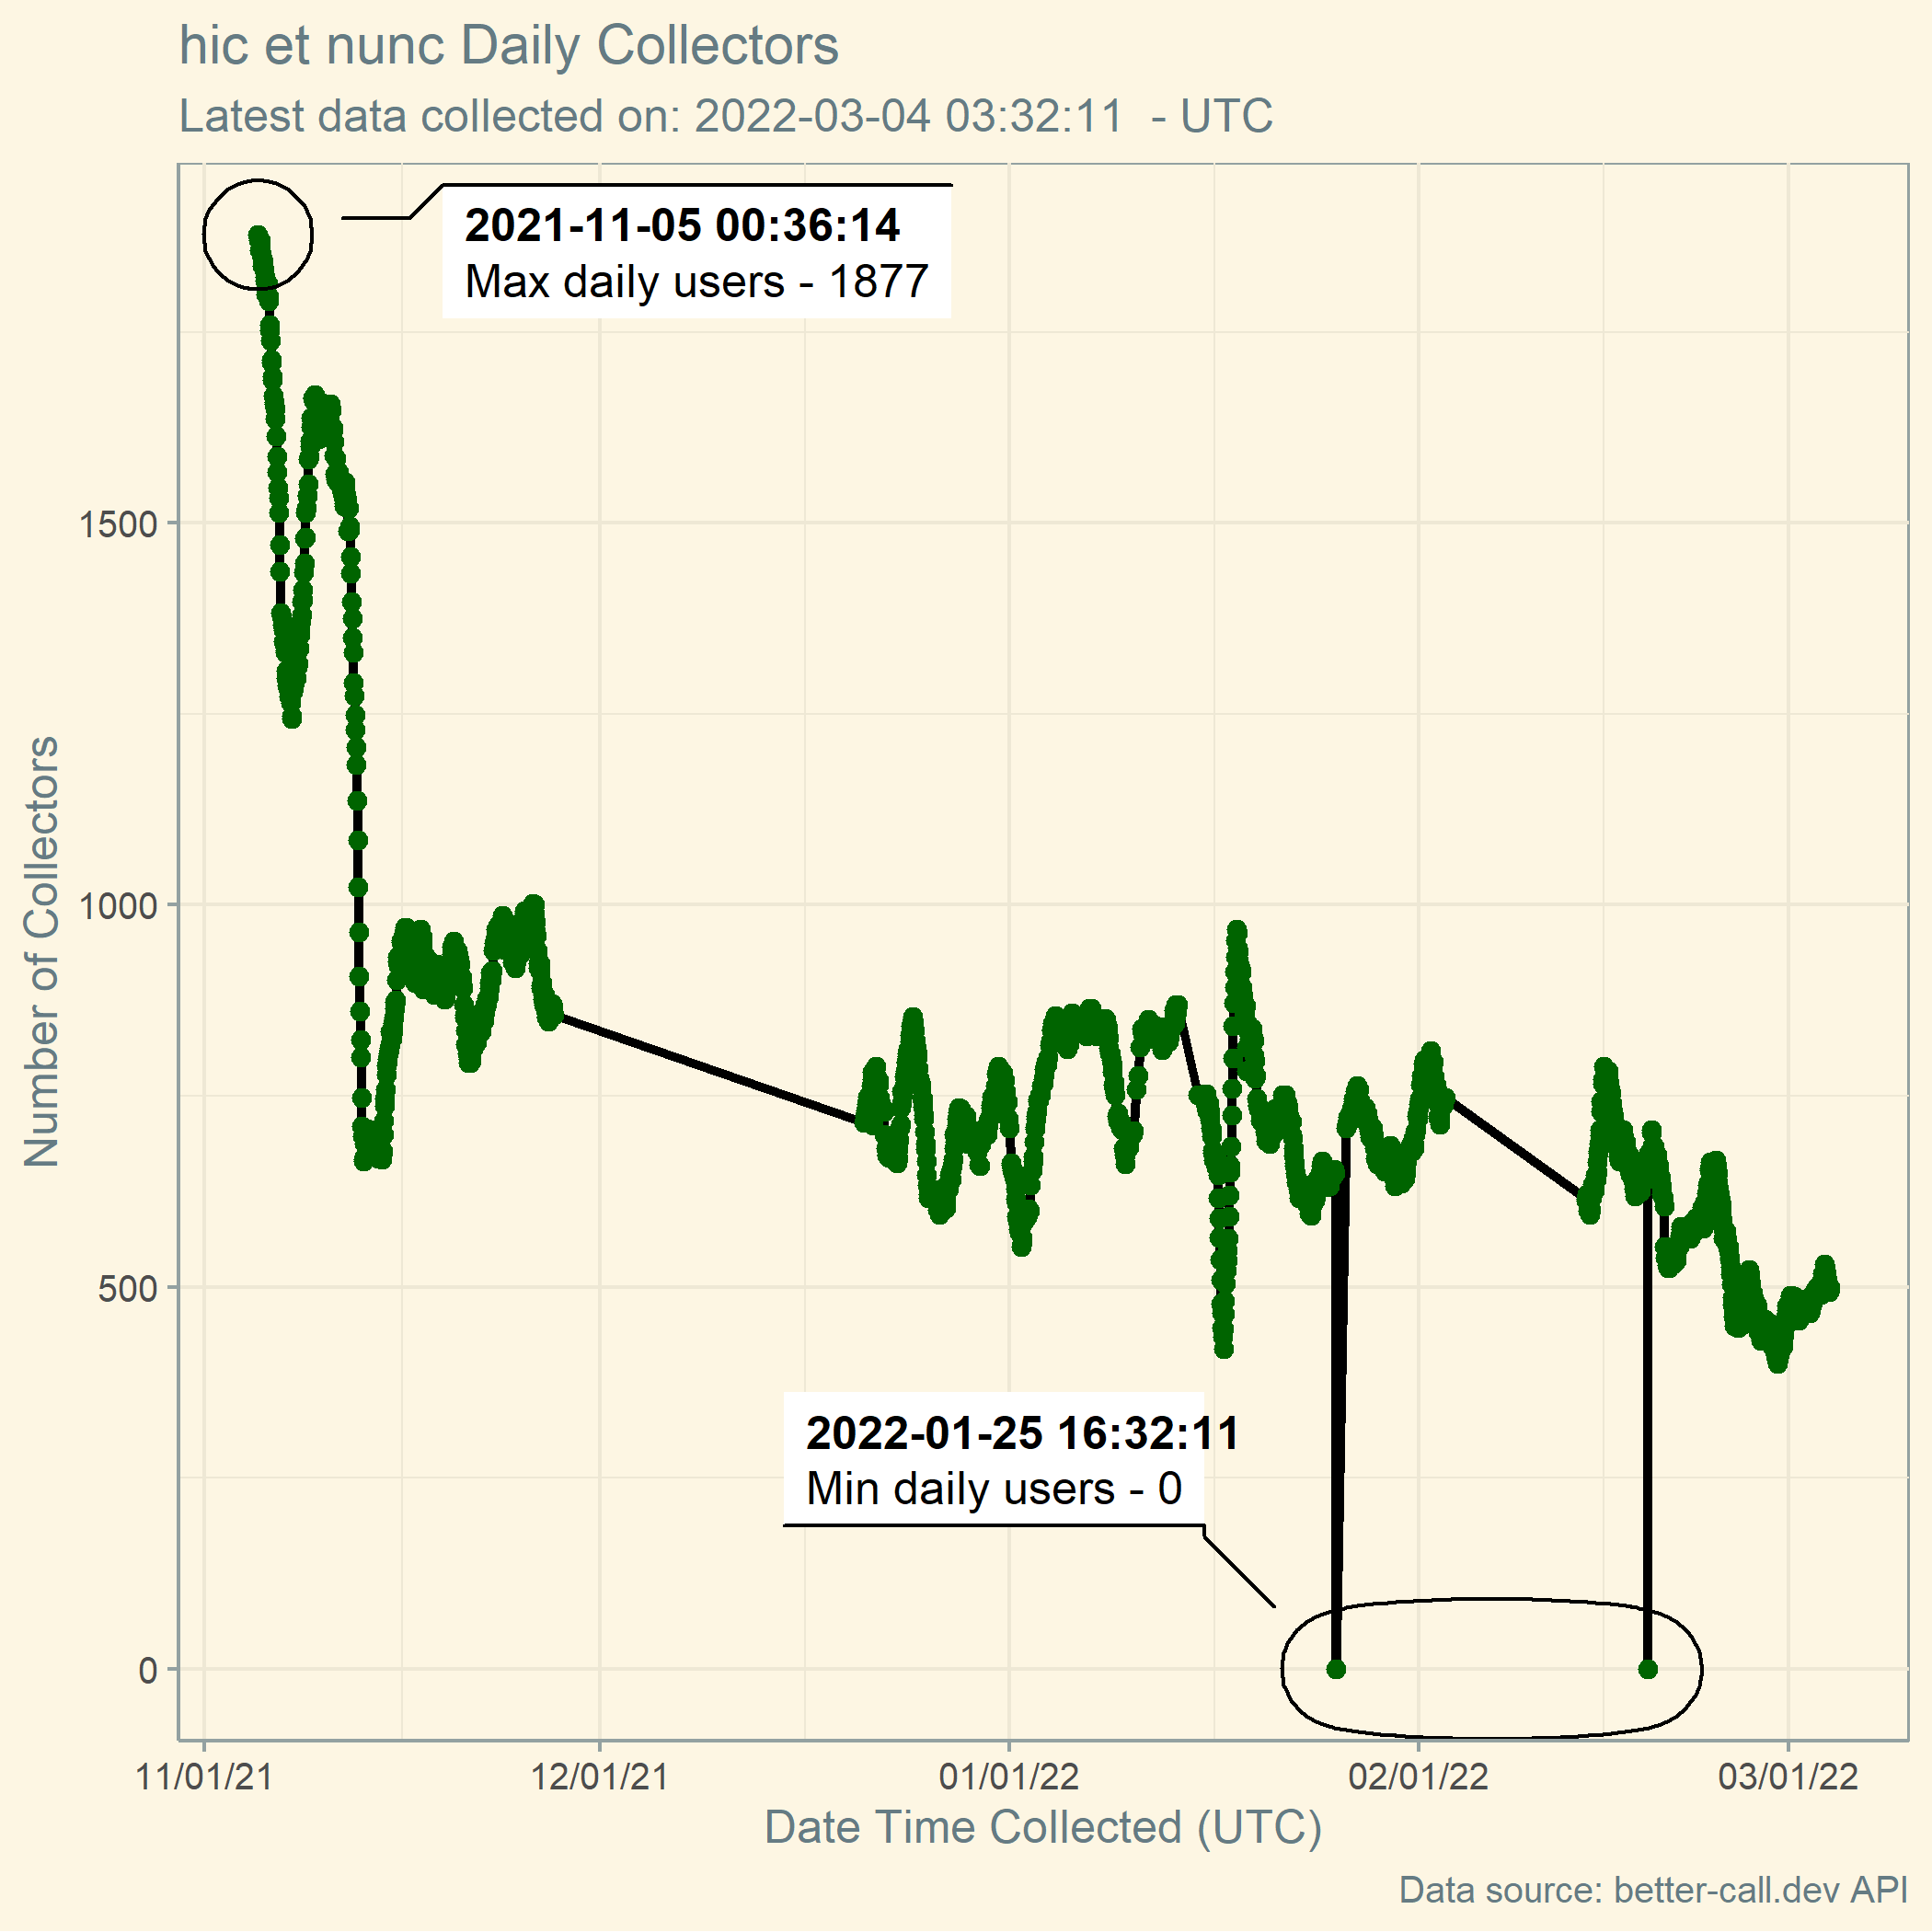 hic et nunc Daily Collectors
Latest data collected on: 2022-03-04 03:32:11  - UTC
2021-11-05 00:36:14
Max daily users - 1877
Number of Collectors
1500
1000
500
0
2022-01-25 16:32:11
Min daily users - 0
11/01/21 12/01/21 01/01/22 02/01/22 03/01/22
Date Time Collected (UTC)
Data source: better-call.dev API